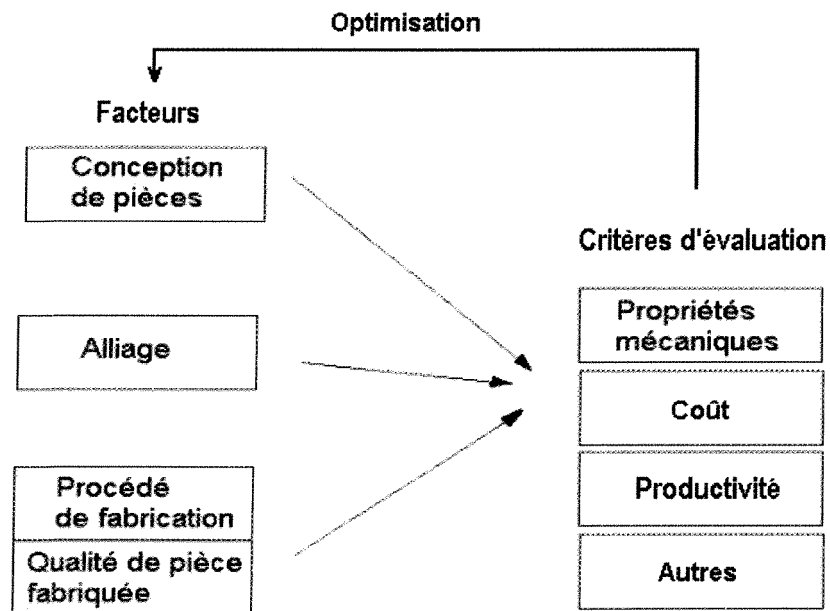 Optimisation
Facteurs
Conception
de pièces
Alliage
Procédé
de fabrication
Qualité de pièce
fabriquée
Critères d'évaluation
Propriétés
mécaniques
Coût
Productivité
Autres